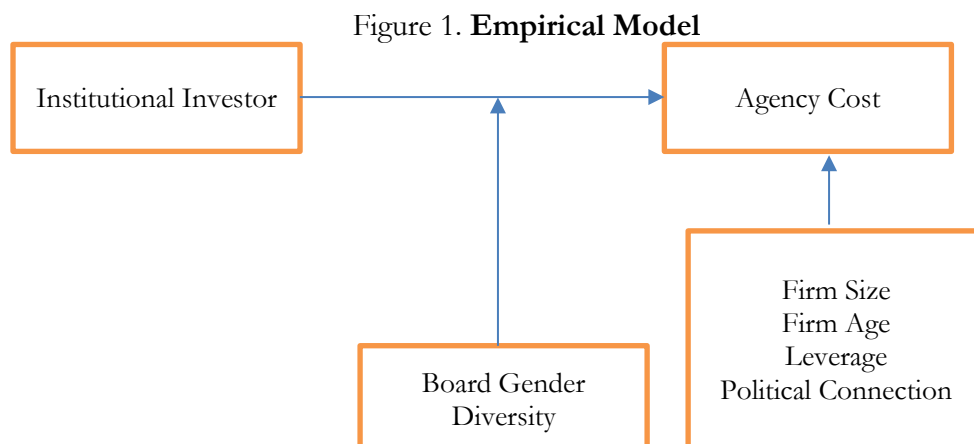 Figure 1. Empirical Model
Institutional Investor
Agency Cost
Firm Size
Firm Age
Leverage
Political Connection
Board Gender
Diversity